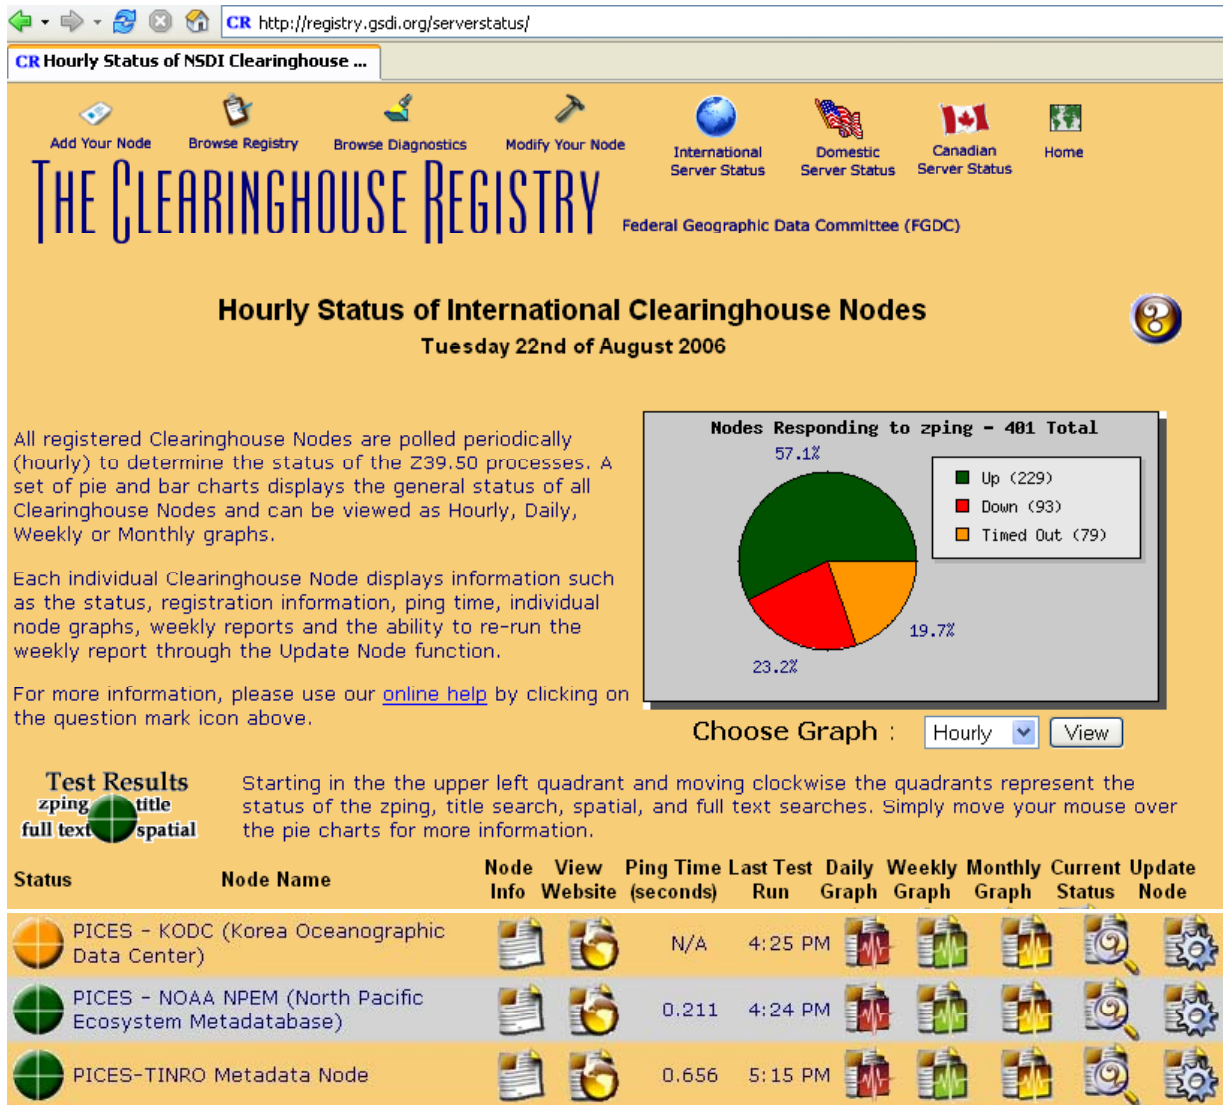 CR http://registry.gsdi.org/serverstatus/
CR Hourly Status of NSDI Clearinghouse ...
Add Your Node
Browse Registry
Browse Diagnostics
Modify Your Node
International
Server Status
Domestic
Server Status
Canadian
Server Status
Home
THE CLEARINGHOUSE REGISTRY
Federal Geographic Data Committee (FGDC)
Hourly Status of International Clearinghouse Nodes
Tuesday 22nd of August 2006
All registered Clearinghouse Nodes are polled periodically
(hourly) to determine the status of the Z39.50 processes. A
set of pie and bar charts displays the general status of all
Clearinghouse Nodes and can be viewed as Hourly, Daily,
Weekly or Monthly graphs.
Each individual Clearinghouse Node displays information such
as the status, registration information, ping time, individual
node graphs, weekly reports and the ability to re-run the
weekly report through the Update Node function.
For more information, please use our online help by clicking on
the question mark icon above.
Nodes Responding to zping - 401 Total
57.1%
Up (229)
Down (93)
Timed Out (79)
19.7%
23.2%
Choose Graph : Hourly View
Test Results
zping title
full text spatial
Starting in the the upper left quadrant and moving clockwise the quadrants represent the
status of the zping, title search, spatial, and full text searches. Simply move your mouse over
the pie charts for more information.
Status
Node Name
Node
Info
View
Website
Ping Time
(seconds)
Last Test
Run
Daily
Graph
Weekly
Graph
Monthly
Graph
Current
Status
Update
Node
PICES - KODC (Korea Oceanographic
Data Center)
N/A
4:25 PM
PICES - NOAA NPEM (North Pacific
Ecosystem Metadatabase)
0.211
4:24 PM
PICES-TINRO Metadata Node
0.656
5:15 PM